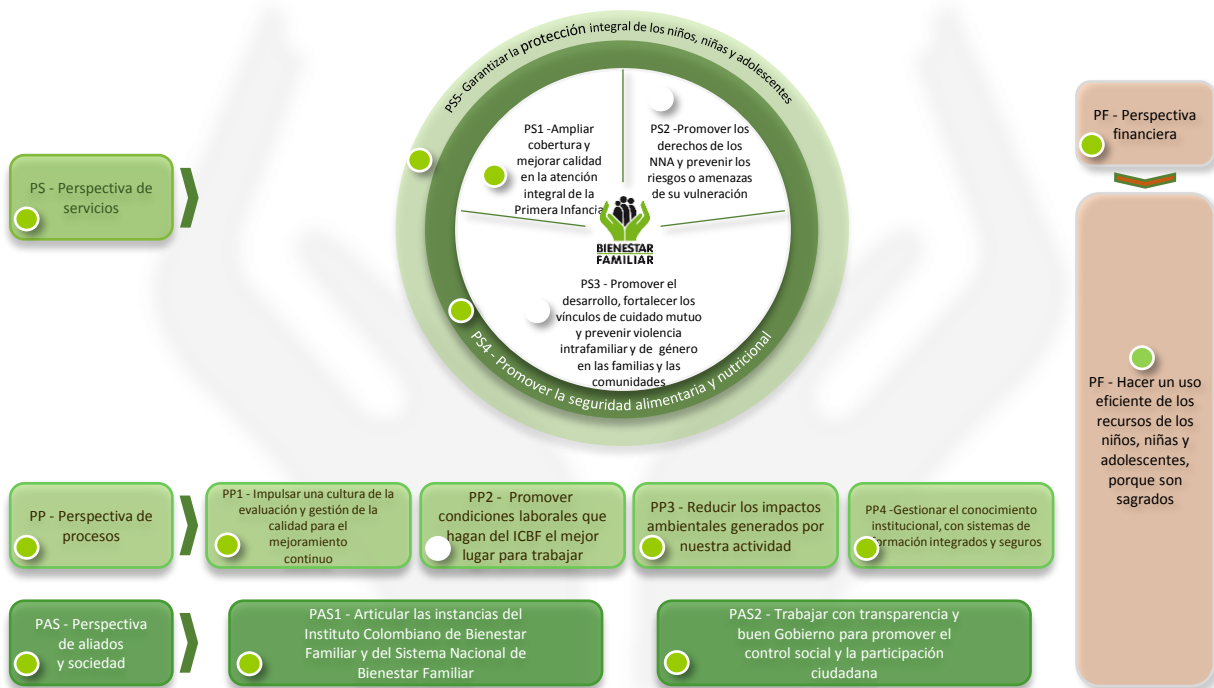 PS5- Garantizar la protección integral de los niños, niñas y adolescentes
PS1 -Ampliar
cobertura y
mejorar calidad
en la atención
integral de la
Primera Infancia
PS2 -Promover los
derechos de los
NNA y prevenir los
riesgos o amenazas
de su vulneración
BIENESTAR
FAMILIAR
PS3 - Promover el
desarrollo, fortalecer los
vínculos de cuidado mutuo
y prevenir violencia
intrafamiliar y de género
en las familias y las
comunidades
PS4 - Promover la seguridad alimentaria y nutricional
PS - Perspectiva de
servicios
PF - Perspectiva
financiera
PF - Hacer un uso
eficiente de los
recursos de los
niños, niñas y
adolescentes,
porque son
sagrados
PP - Perspectiva de
procesos
PP1 - Impulsar una cultura de la
evaluación y gestión de la
calidad para el
mejoramiento
continuo
PP2 - Promover
condiciones laborales que
hagan del ICBF el mejor
lugar para trabajar
PP3 - Reducir los impactos
ambientales generados por
nuestra actividad
PP4 -Gestionar el conocimiento
institucional, con sistemas de
formación integrados y seguros
PAS - Perspectiva
de aliados
y sociedad
PAS1 - Articular las instancias del
Instituto Colombiano de Bienestar
Familiar y del Sistema Nacional de
Bienestar Familiar
PAS2 - Trabajar con transparencia y
buen Gobierno para promover el
control social y la participación
ciudadana